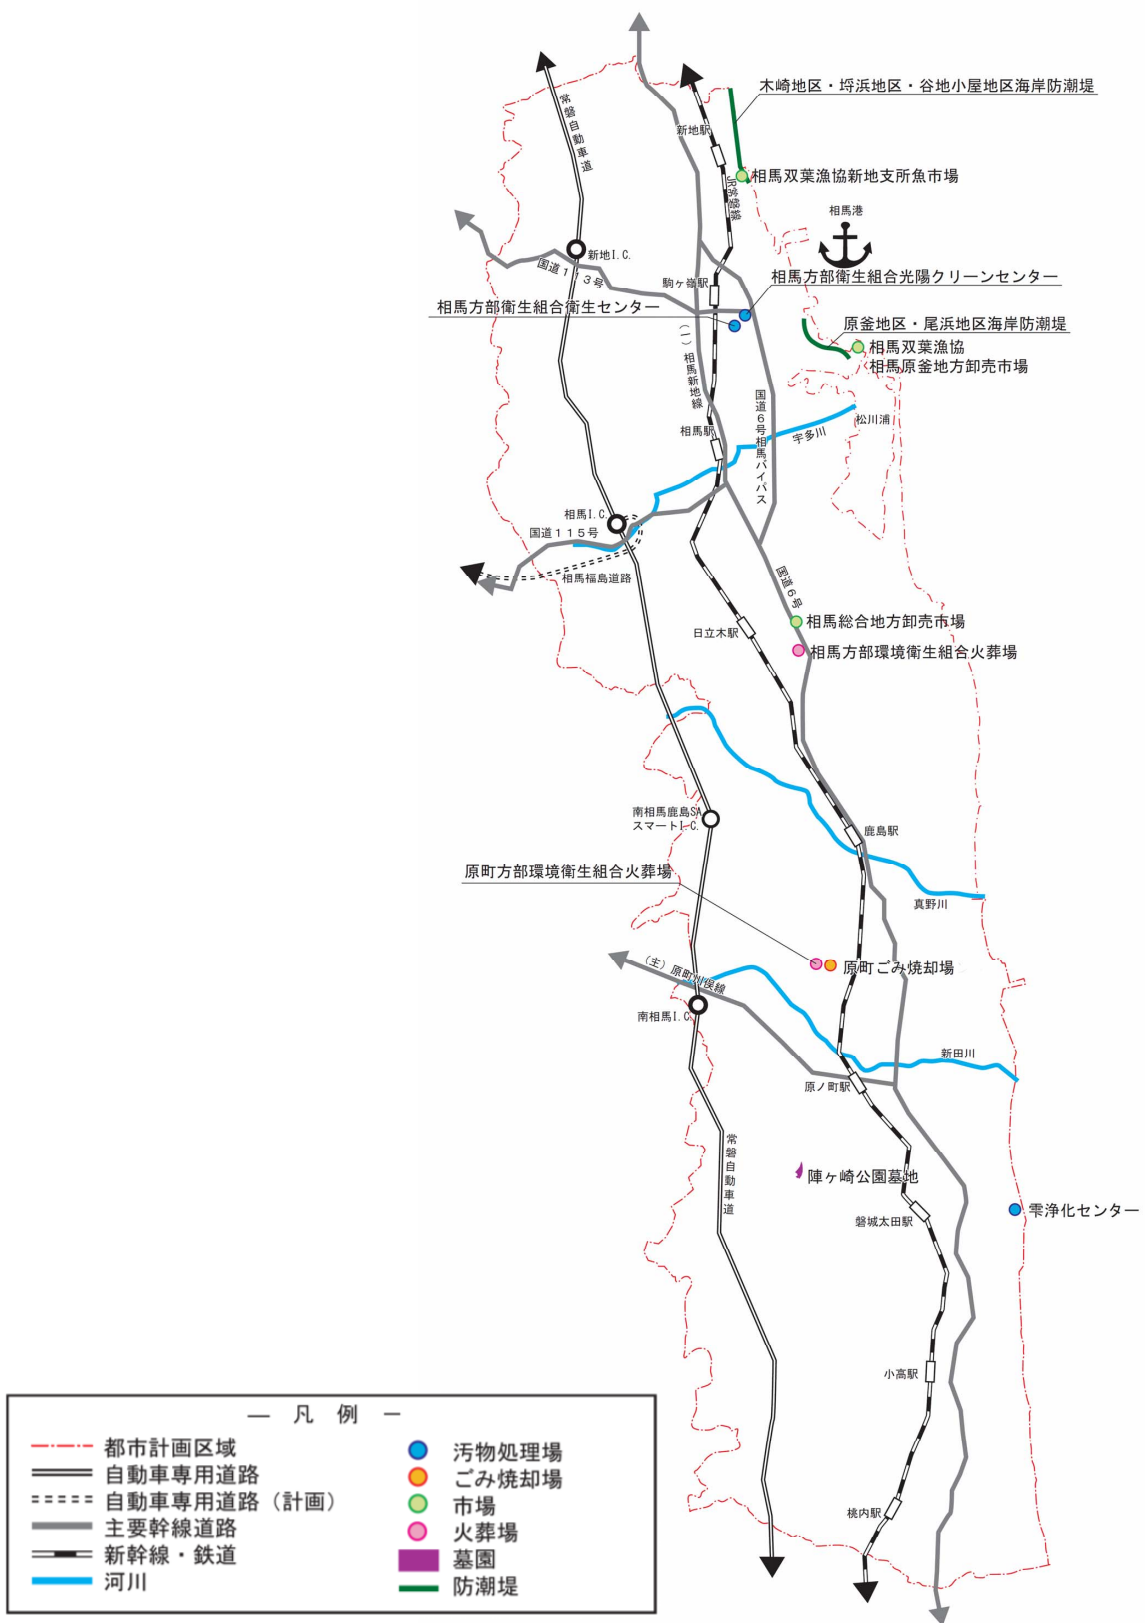 木崎地区・埒浜地区・谷地小屋地区海岸防潮堤
常磐自動車道
新地駅
相馬双葉漁協新地支所魚市場
JR常磐線
相馬港
新地I.C.
国道113号
駒ヶ嶺駅
相馬方部衛生組合光陽クリーンセンター
相馬方部衛生組合衛生センター
原釜地区・尾浜地区海岸防潮堤
(一)相馬新地線
相馬双葉漁協
相馬原釜地方卸売市場
国道6号相馬バイパス
松川浦
相馬駅
宇多川
相馬I.C.
国道115号
相馬福島道路
国道6号
相馬総合地方卸売市場
日立木駅
相馬方部環境衛生組合火葬場
南相馬鹿島SA
スマートI.C.
鹿島駅
原町方部環境衛生組合火葬場
真野川
(主)原町川俣線
原町ごみ焼却場
南相馬I.C
新田川
原ノ町駅
常磐自動車道
陣ヶ崎公園墓地
磐城太田駅
雫浄化センター
小高駅
桃内駅
― 凡 例 ―
都市計画区域
自動車専用道路
自動車専用道路(計画)
主要幹線道路
新幹線・鉄道
河川
汚物処理場
ごみ焼却場
市場
火葬場
墓園
防潮堤